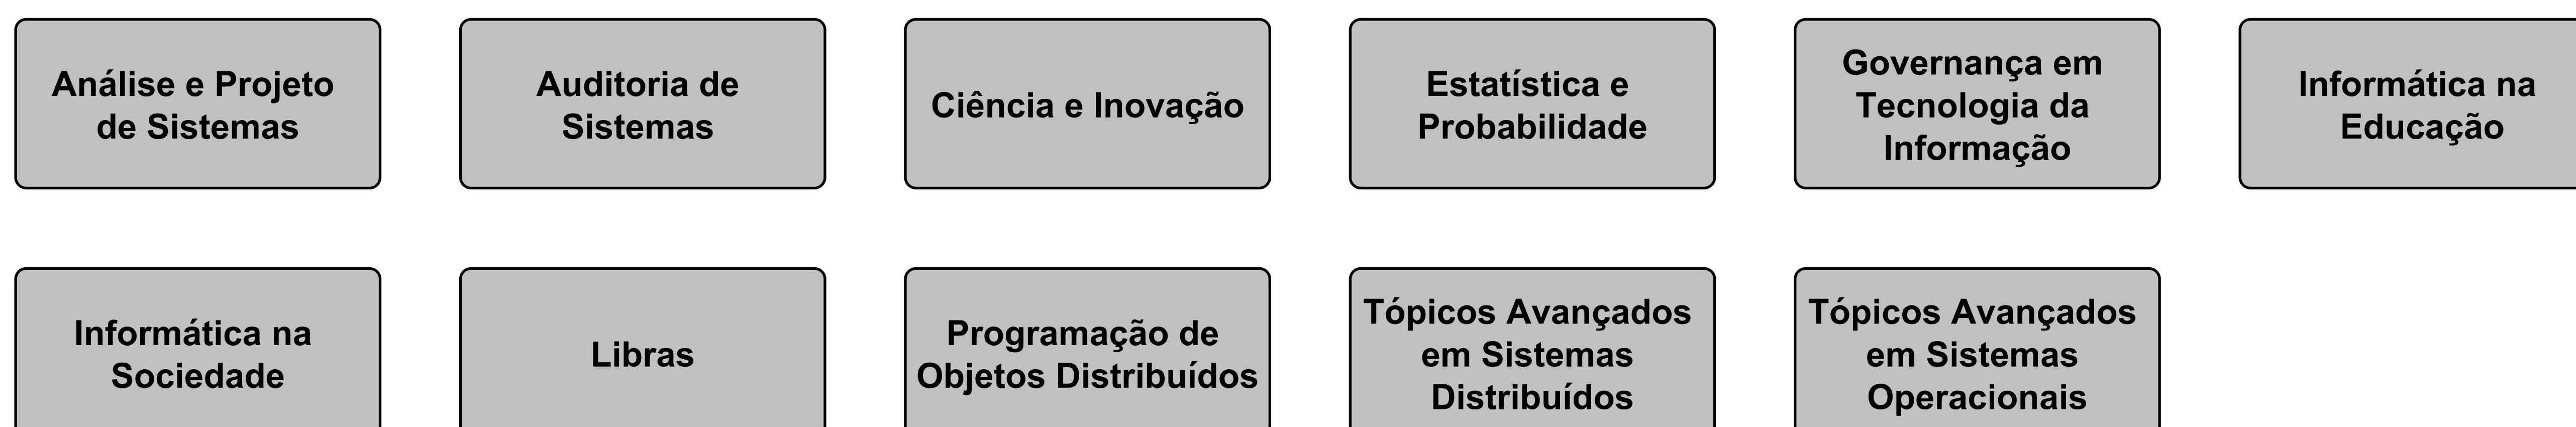 Análise e Projeto
de Sistemas
Auditoria de
Sistemas
Ciência e Inovação
Estatística e
Probabilidade
Governança em
Tecnologia da
Informação
Informática na
Educação
Informática na
Sociedade
Libras
Programação de
Objetos Distribuídos
Tópicos Avançados
em Sistemas
Distribuídos
Tópicos Avançados
em Sistemas
Operacionais